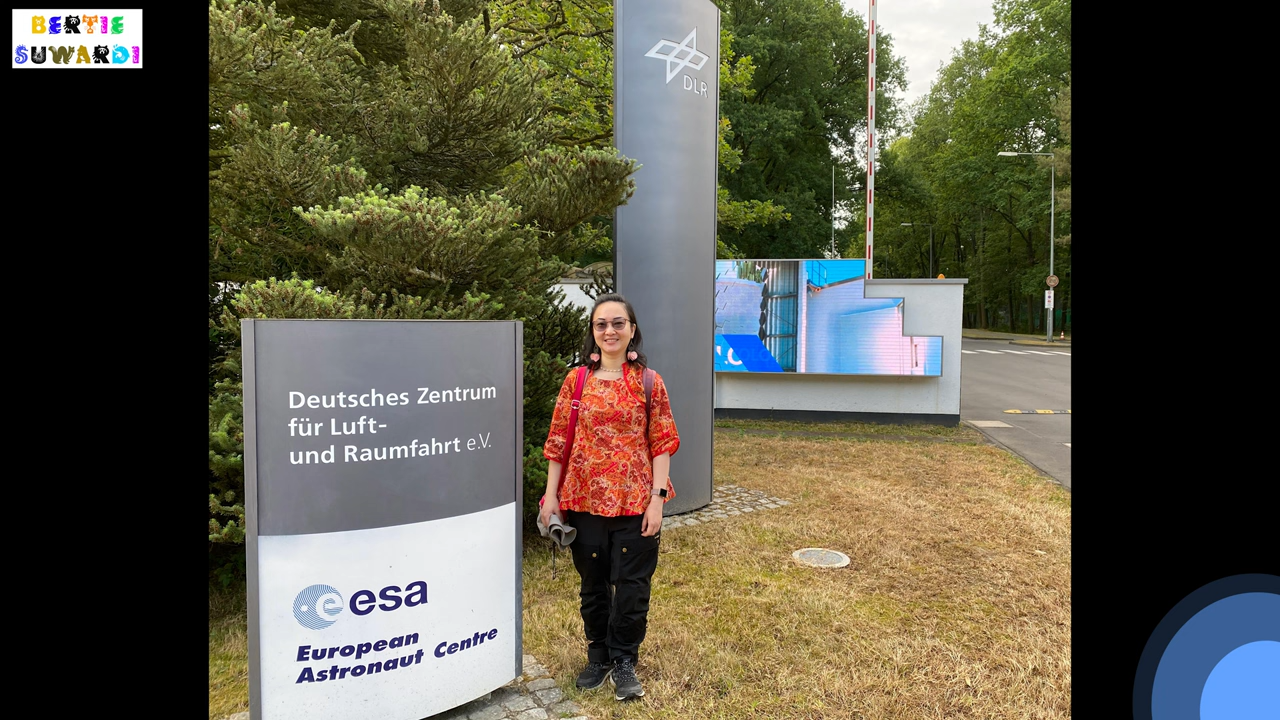 BERTIE
SUWARDI
DLR
Deutsches Zentrum
für Luft-
und Raumfahrt e.V.
esa
European
Astronaut Centre